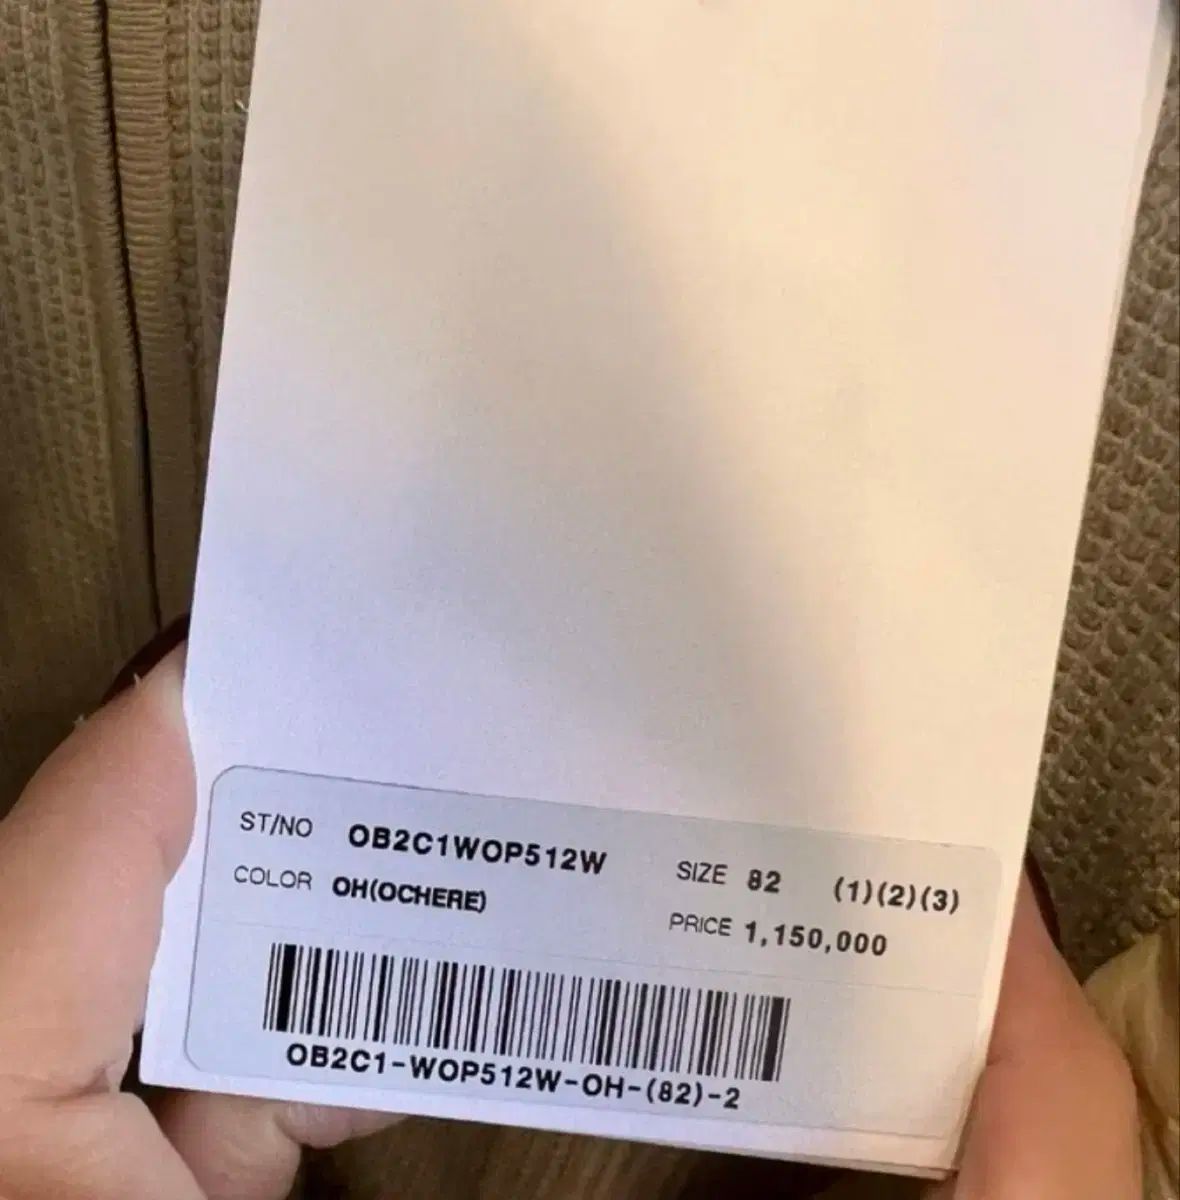 ST/NO OB2C1WOP512W SIZE 82 (1)(2)(3)
COLOR OH(OCHERE) PRICE 1,150,000
OB2C1-WOP512W-OH-(82)-2